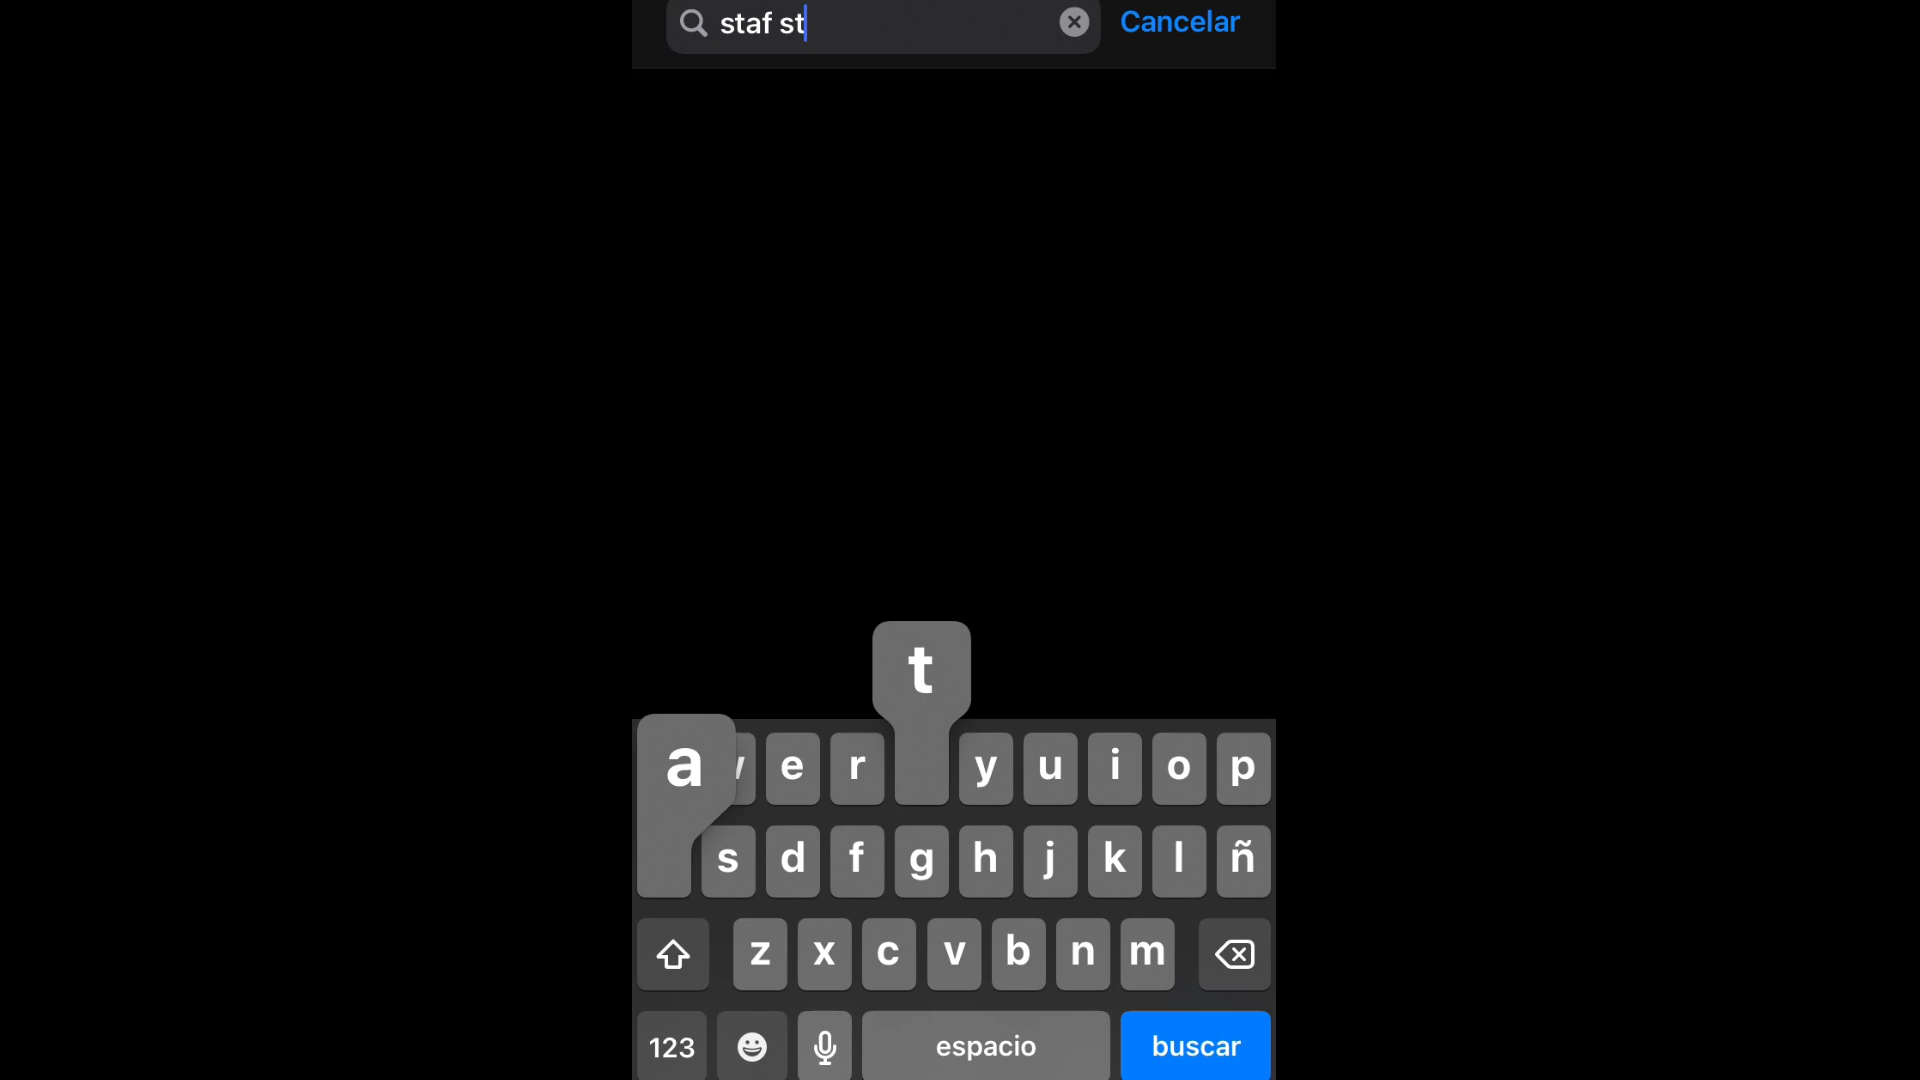 staf st
Cancelar
t
a e r y u i o p
s d f g h j k l ñ
z x c v b n m
123 espacio buscar